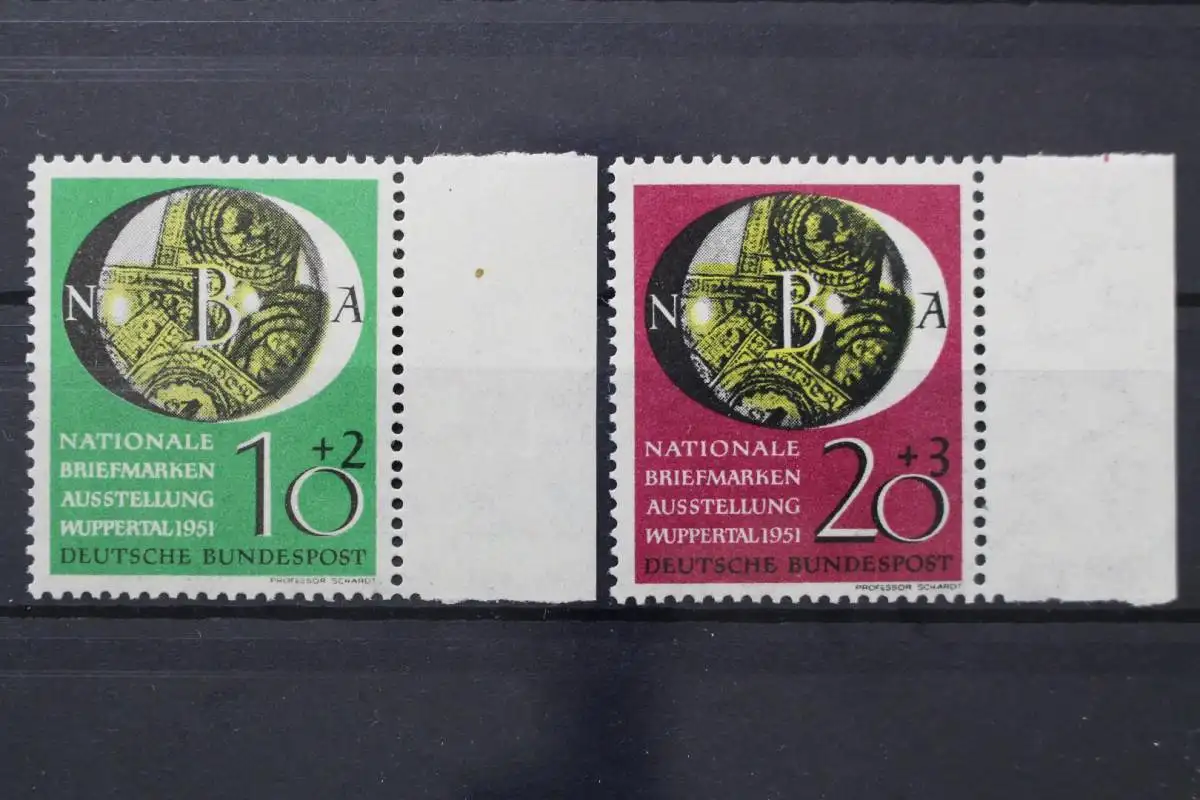 N B A
NATIONALE
BRIEFMARKEN
AUSSTELLUNG
WUPPERTAL 1951
10 +2
DEUTSCHE BUNDESPOST
PROFESSOR SCHARDT
N B A
NATIONALE
BRIEFMARKEN
AUSSTELLUNG
WUPPERTAL 1951
20 +3
DEUTSCHE BUNDESPOST
PROFESSOR SCHARDT